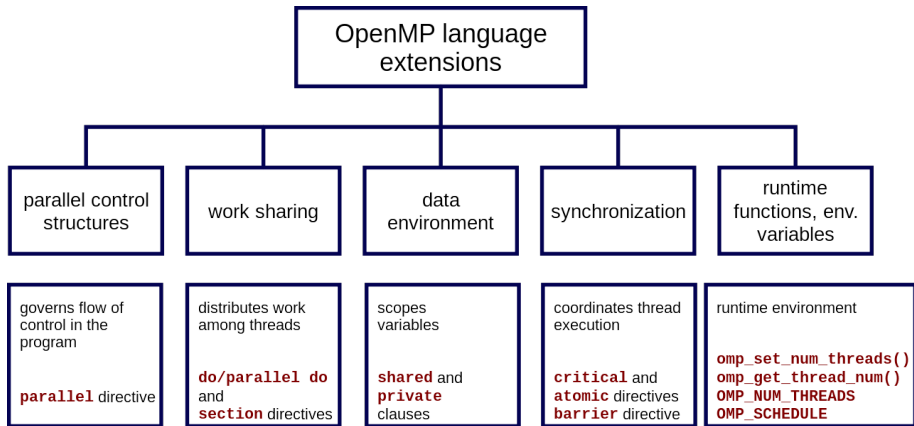 OpenMP language
extensions
parallel control
structures
work sharing
data
environment
synchronization
runtime
functions, env.
variables
governs flow of
control in the
program
parallel directive
distributes work
among threads
do/parallel do
and
section directives
scopes
variables
shared and
private
clauses
coordinates thread
execution
critical and
atomic directives
barrier directive
runtime environment
omp_set_num_threads()
omp_get_thread_num()
OMP_NUM_THREADS
OMP_SCHEDULE